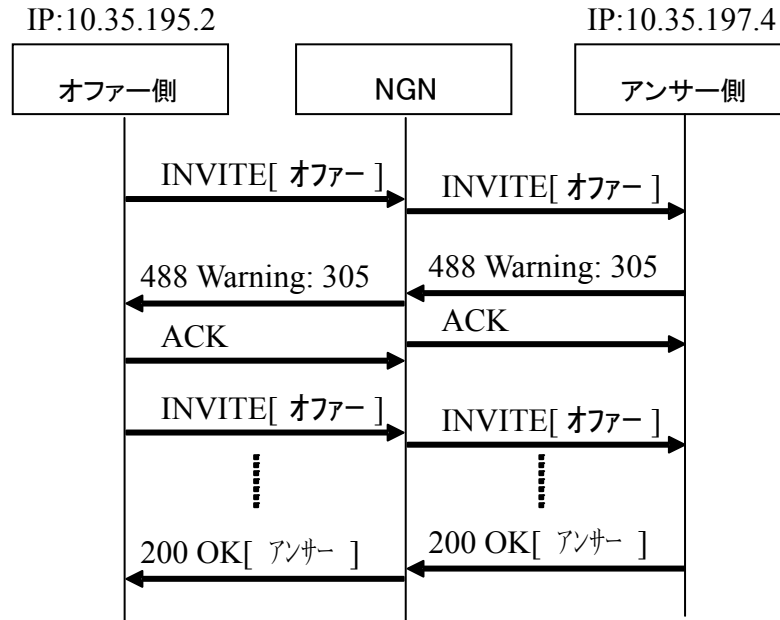 IP:10.35.195.2
IP:10.35.197.4
オファー側
NGN
アンサー側
INVITE[ オファー ]
INVITE[ オファー ]
488 Warning: 305
488 Warning: 305
ACK
ACK
INVITE[ オファー ]
INVITE[ オファー ]
200 OK[ アンサー ]
200 OK[ アンサー ]